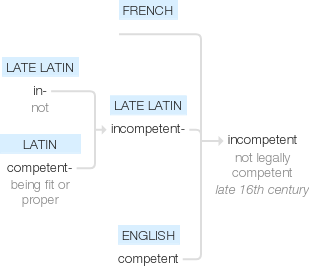 FRENCH
LATE LATIN
in-
not
LATE LATIN
incompetent-
LATIN
competent-
being fit or
proper
incompetent
not legally
competent
late 16th century
ENGLISH
competent